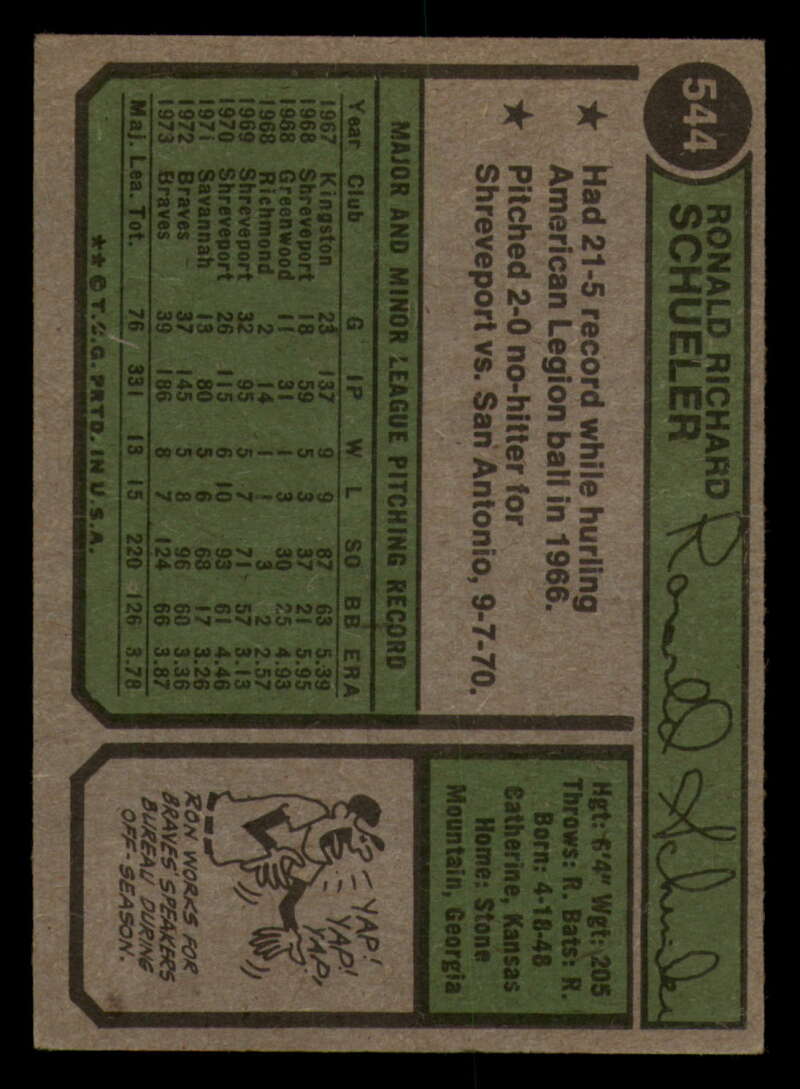 544
RONALD RICHARD
SCHUELER
Ronald Schueler
★ Had 21-5 record while hurling
American Legion ball in 1966.
★ Pitched 2-0 no-hitter for
Shreveport vs. San Antonio, 9-7-70.
Hgt: 6'4" Wgt: 205
Throws: R. Bats: R.
Born: 4-18-48
Catherine, Kansas
Home: Stone
Mountain, Georgia
MAJOR AND MINOR LEAGUE PITCHING RECORD
Year Club G IP W L SO BB ERA
1967 Kingston 23 137 9 9 87 63 5.39
1968 Shreveport 18 59 5 3 37 21 5.95
1968 Greenwood 11 31 1 3 30 25 4.93
1968 Richmond 2 14 1 1 3 2 2.57
1969 Shreveport 32 95 5 7 71 57 3.13
1970 Shreveport 26 115 6 10 93 61 4.46
1971 Savannah 13 80 5 6 68 17 3.26
1972 Braves 37 145 5 8 96 60 3.36
1973 Braves 39 186 8 7 124 66 3.87
Maj. Lea. Tot. 76 331 13 15 220 126 3.78
** © T.C.G. PRTD. IN U.S.A.
YAP!
YAP!
YAP!
RON WORKS FOR
BRAVES' SPEAKERS
BUREAU DURING
OFF-SEASON.